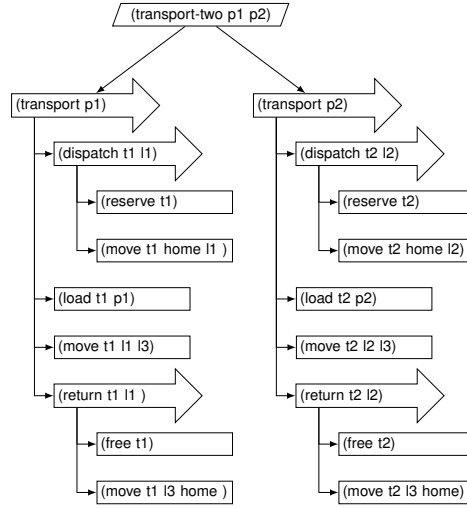 (transport-two p1 p2)
(transport p1)
(dispatch t1 l1)
(reserve t1)
(move t1 home l1 )
(load t1 p1)
(move t1 l1 l3)
(return t1 l1 )
(free t1)
(move t1 l3 home )
(transport p2)
(dispatch t2 l2)
(reserve t2)
(move t2 home l2)
(load t2 p2)
(move t2 l2 l3)
(return t2 l2)
(free t2)
(move t2 l3 home)